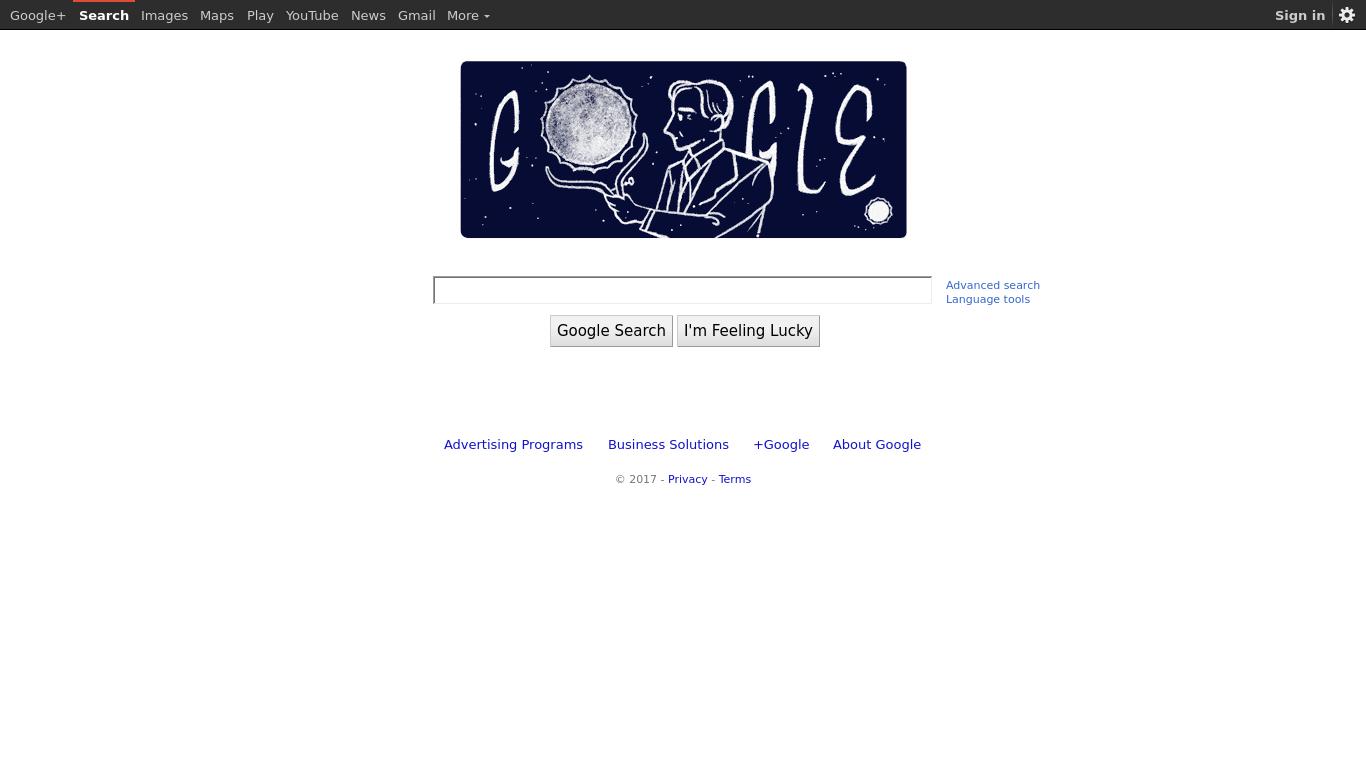 Google+ Search Images Maps Play YouTube News Gmail More Sign in
G GLE
Advanced search
Language tools
Google Search I'm Feeling Lucky
Advertising Programs Business Solutions +Google About Google
© 2017 - Privacy - Terms